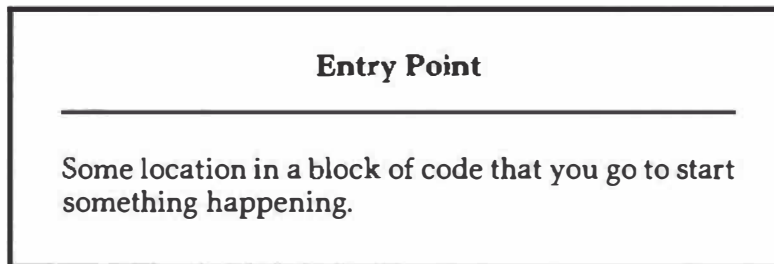 Entry Point
Some location in a block of code that you go to start
something happening.